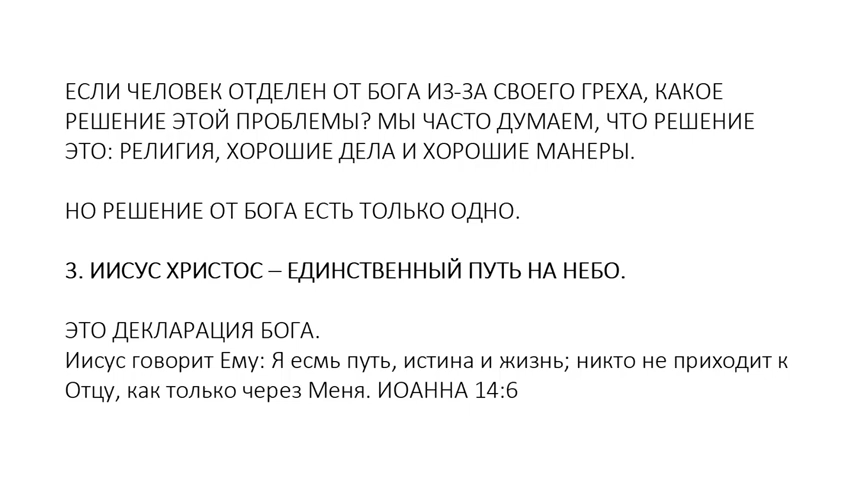 ЕСЛИ ЧЕЛОВЕК ОТДЕЛЕН ОТ БОГА ИЗ-ЗА СВОЕГО ГРЕХА, КАКОЕ
РЕШЕНИЕ ЭТОЙ ПРОБЛЕМЫ? МЫ ЧАСТО ДУМАЕМ, ЧТО РЕШЕНИЕ
ЭТО: РЕЛИГИЯ, ХОРОШИЕ ДЕЛА И ХОРОШИЕ МАНЕРЫ.
НО РЕШЕНИЕ ОТ БОГА ЕСТЬ ТОЛЬКО ОДНО.
3. ИИСУС ХРИСТОС – ЕДИНСТВЕННЫЙ ПУТЬ НА НЕБО.
ЭТО ДЕКЛАРАЦИЯ БОГА.
Иисус говорит Ему: Я есмь путь, истина и жизнь; никто не приходит к
Отцу, как только через Меня. ИОАННА 14:6